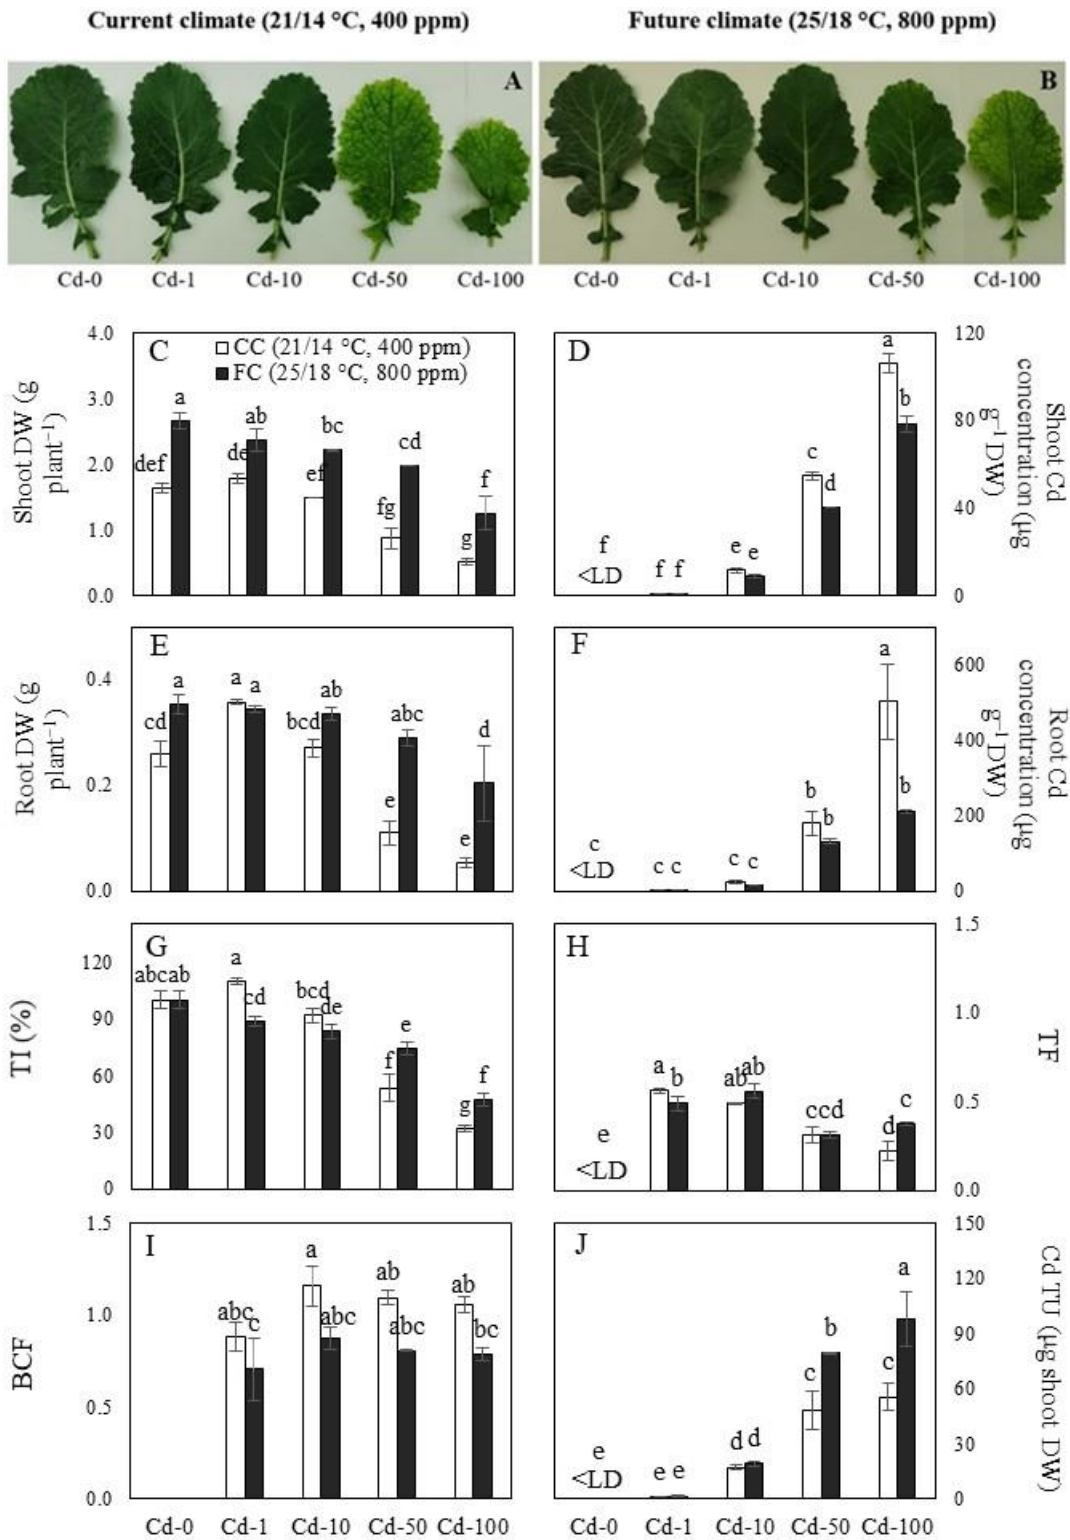 Current climate (21/14 °C, 400 ppm)
Future climate (25/18 °C, 800 ppm)
A
B
Cd-0 Cd-1 Cd-10 Cd-50 Cd-100
Cd-0 Cd-1 Cd-10 Cd-50 Cd-100
C
CC (21/14 °C, 400 ppm)
FC (25/18 °C, 800 ppm)
Shoot DW (g
plant⁻¹)
4.0
3.0
2.0
1.0
0.0
def a de ab ef bc fg cd g f
D
Shoot Cd
concentration (µg
g⁻¹ DW)
120
80
40
0
f
<LD
f f e e c d a b
E
Root DW (g
plant⁻¹)
0.4
0.2
0.0
cd a a a bcd ab e abc e d
F
Root Cd
concentration (µg
g⁻¹ DW)
600
400
200
0
c
<LD
c c c c b b a b
G
TI (%)
120
90
60
30
0
abcab a cd bcd de f e g f
H
TF
1.5
1.0
0.5
0.0
e
<LD
a b ab ab ccd d c
I
BCF
1.5
1.0
0.5
0.0
abc c a abc ab abc ab bc
J
Cd TU (µg shoot DW)
150
120
90
60
30
0
e
<LD
e e d d c b c a
Cd-0 Cd-1 Cd-10 Cd-50 Cd-100
Cd-0 Cd-1 Cd-10 Cd-50 Cd-100